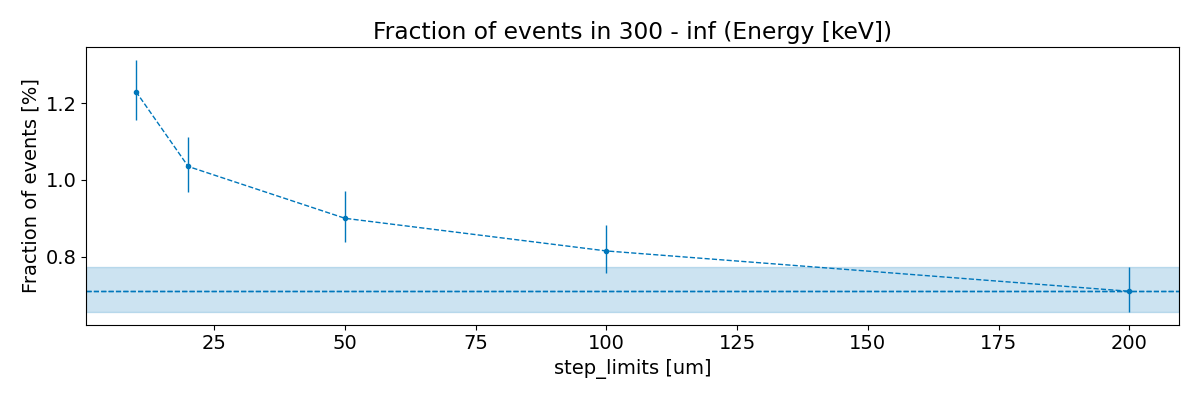 Fraction of events in 300 - inf (Energy [keV])
Fraction of events [%]
1.2
1.0
0.8
25 50 75 100 125 150 175 200
step_limits [um]